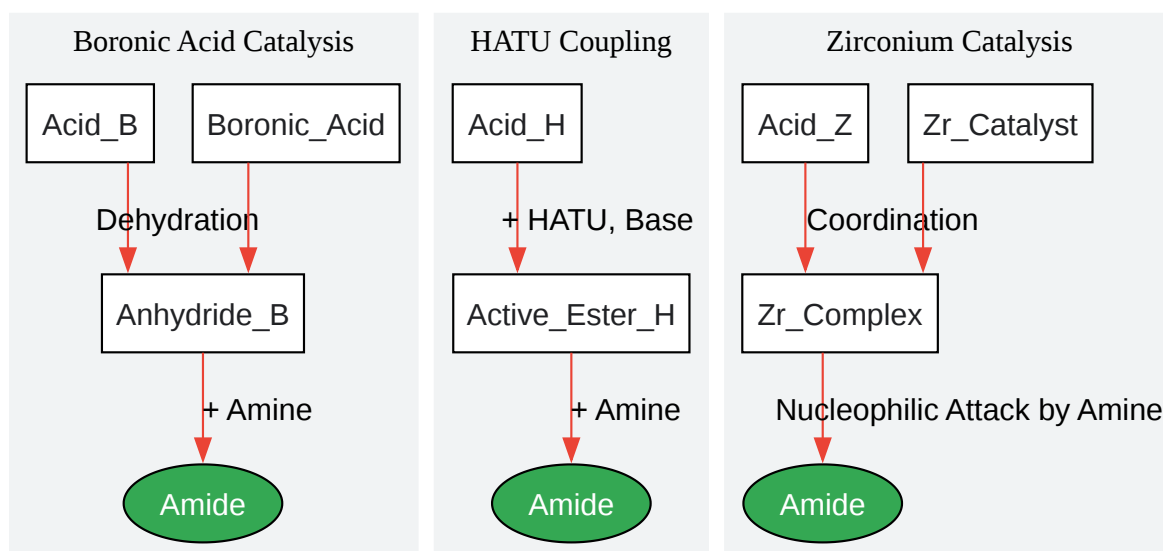 Boronic Acid Catalysis
Acid_B
Boronic_Acid
Dehydration
Anhydride_B
+ Amine
Amide
HATU Coupling
Acid_H
+ HATU, Base
Active_Ester_H
+ Amine
Amide
Zirconium Catalysis
Acid_Z
Zr_Catalyst
Coordination
Zr_Complex
Nucleophilic Attack by Amine
Amide